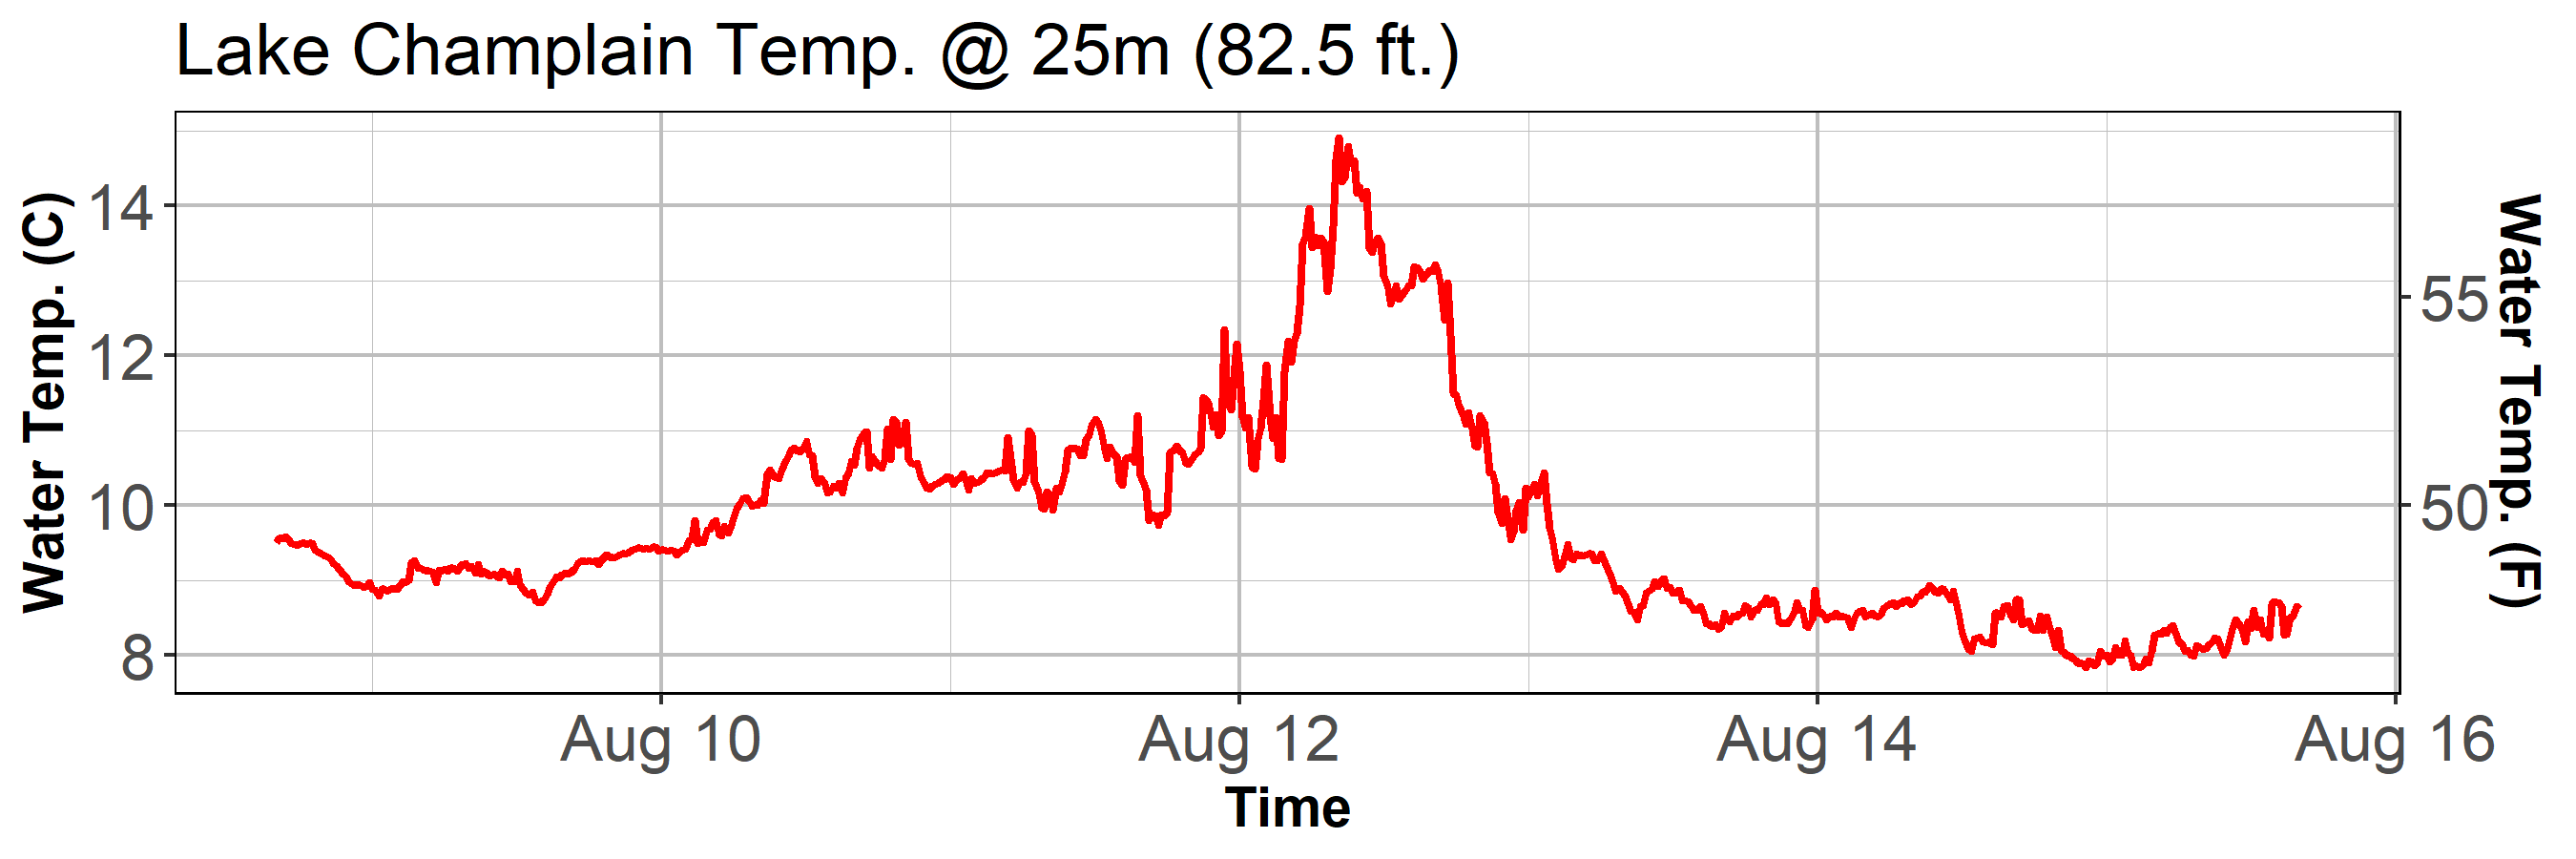 Lake Champlain Temp. @ 25m (82.5 ft.)
Water Temp. (C)
14
12
10
8
55
50
Water Temp. (F)
Aug 10
Aug 12
Aug 14
Aug 16
Time